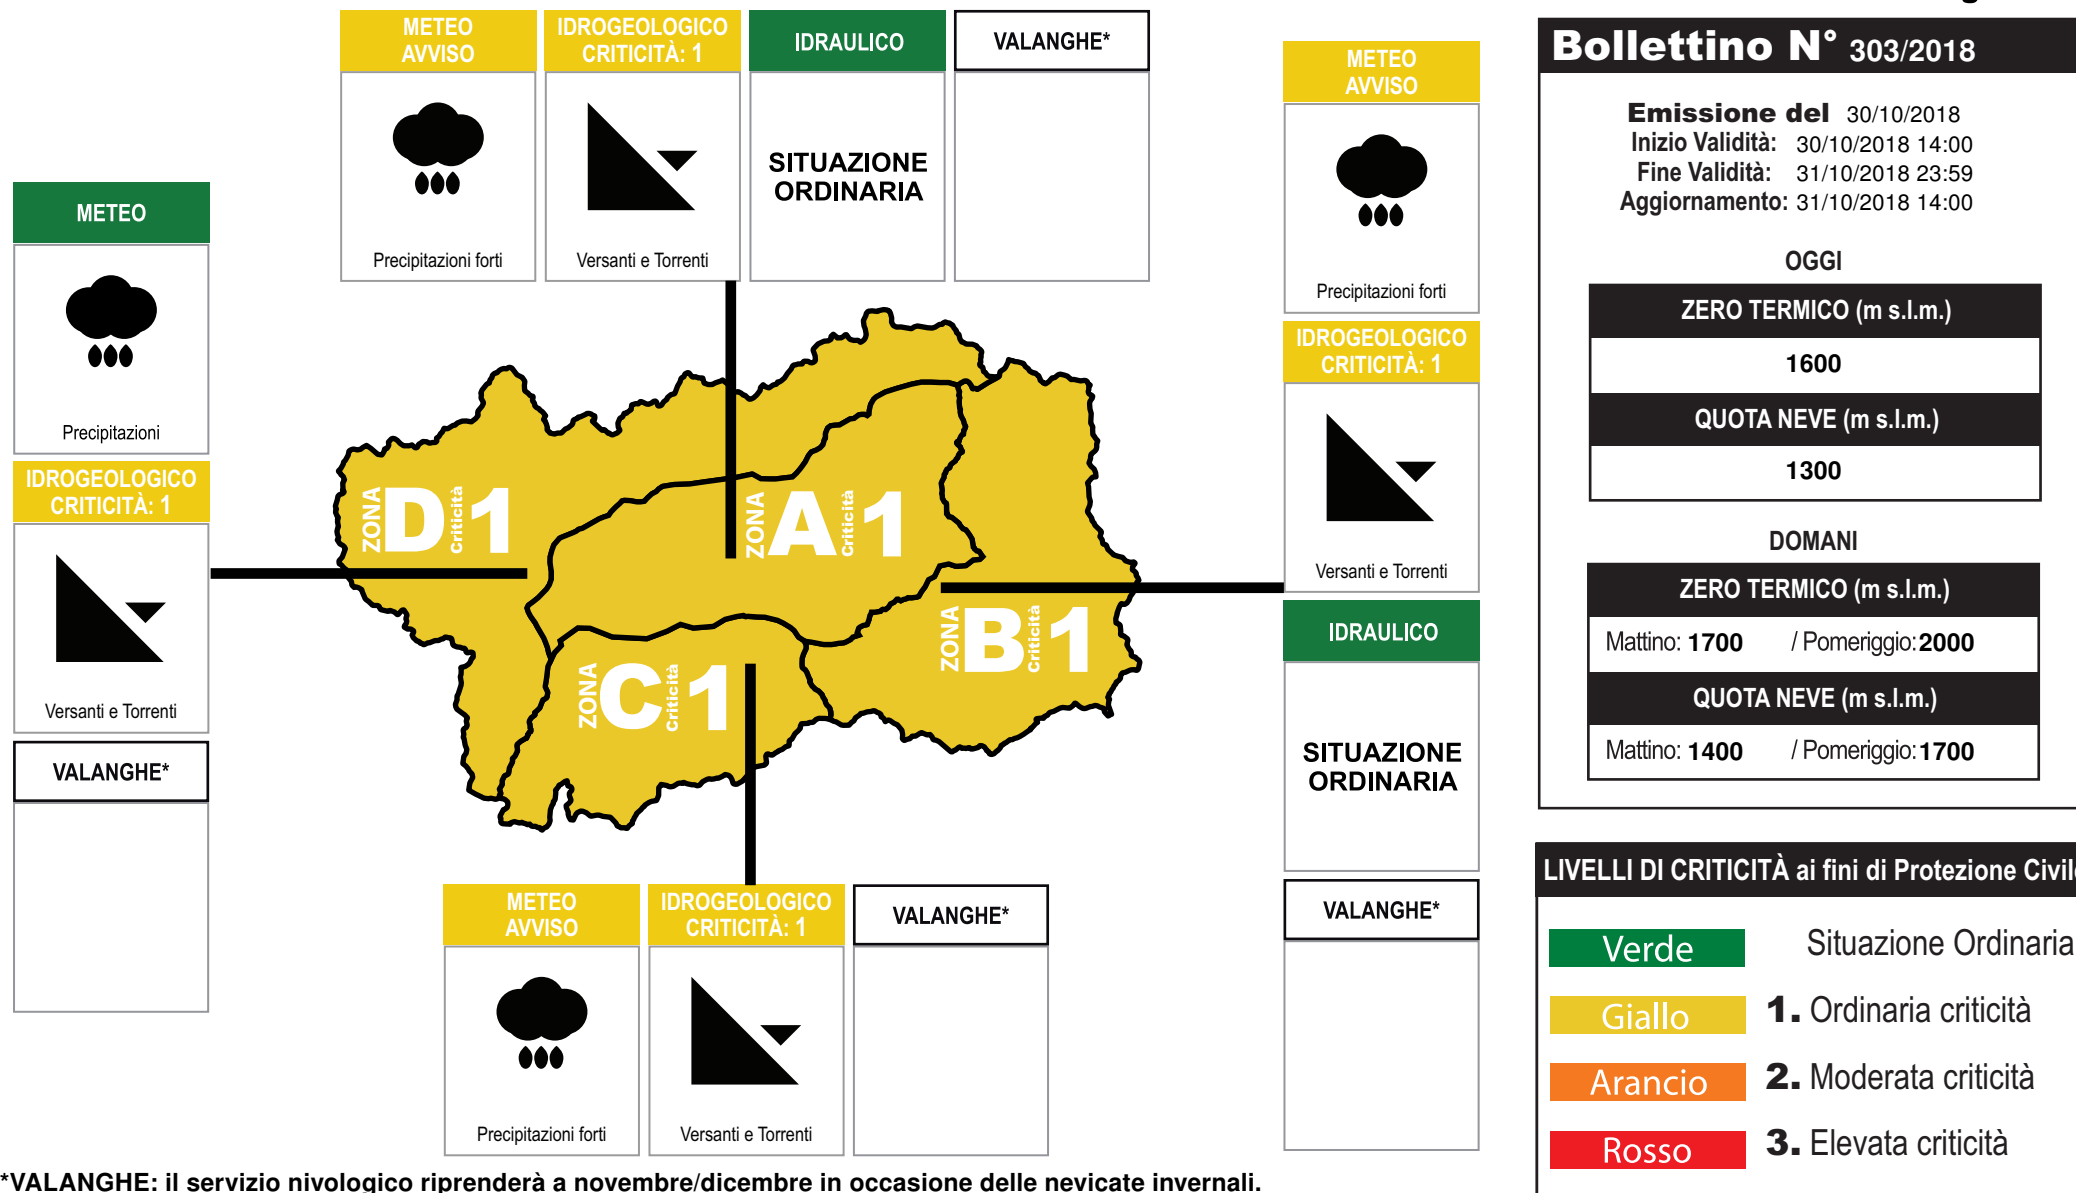 METEO
AVVISO
Precipitazioni forti
IDROGEOLOGICO
CRITICITÀ: 1
Versanti e Torrenti
IDRAULICO
SITUAZIONE
ORDINARIA
VALANGHE*
METEO
Precipitazioni
IDROGEOLOGICO
CRITICITÀ: 1
Versanti e Torrenti
VALANGHE*
ZONA D Criticità 1
ZONA A Criticità 1
ZONA B Criticità 1
ZONA C Criticità 1
METEO
AVVISO
Precipitazioni forti
IDROGEOLOGICO
CRITICITÀ: 1
Versanti e Torrenti
IDRAULICO
SITUAZIONE
ORDINARIA
VALANGHE*
METEO
AVVISO
Precipitazioni forti
IDROGEOLOGICO
CRITICITÀ: 1
Versanti e Torrenti
VALANGHE*
*VALANGHE: il servizio nivologico riprenderà a novembre/dicembre in occasione delle nevicate invernali.
Bollettino N° 303/2018
Emissione del 30/10/2018
Inizio Validità: 30/10/2018 14:00
Fine Validità: 31/10/2018 23:59
Aggiornamento: 31/10/2018 14:00
OGGI
ZERO TERMICO (m s.l.m.)
1600
QUOTA NEVE (m s.l.m.)
1300
DOMANI
ZERO TERMICO (m s.l.m.)
Mattino: 1700 / Pomeriggio: 2000
QUOTA NEVE (m s.l.m.)
Mattino: 1400 / Pomeriggio: 1700
LIVELLI DI CRITICITÀ ai fini di Protezione Civile
Verde Situazione Ordinaria
Giallo 1. Ordinaria criticità
Arancio 2. Moderata criticità
Rosso 3. Elevata criticità